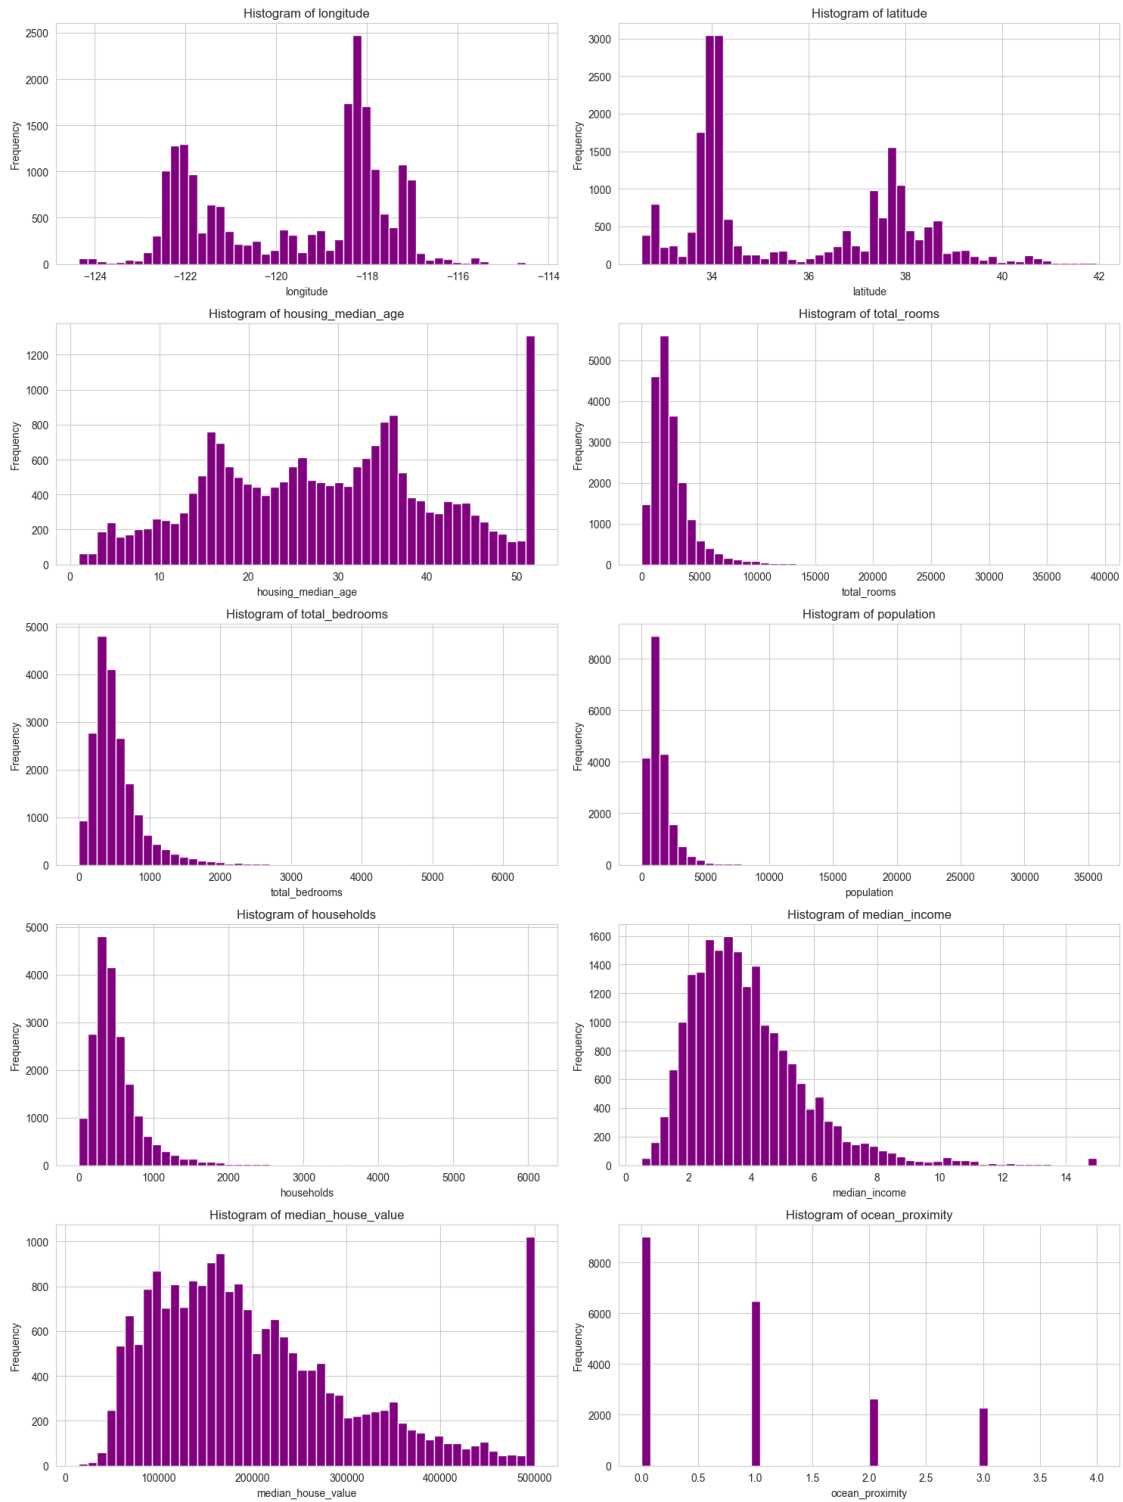 Histogram of longitude
Frequency
2500
2000
1500
1000
500
0
−124 −122 −120 −118 −116 −114
longitude
Histogram of latitude
Frequency
3000
2500
2000
1500
1000
500
0
34 36 38 40 42
latitude
Histogram of housing_median_age
Frequency
1200
1000
800
600
400
200
0
0 10 20 30 40 50
housing_median_age
Histogram of total_rooms
Frequency
5000
4000
3000
2000
1000
0
0 5000 10000 15000 20000 25000 30000 35000 40000
total_rooms
Histogram of total_bedrooms
Frequency
5000
4000
3000
2000
1000
0
0 1000 2000 3000 4000 5000 6000
total_bedrooms
Histogram of population
Frequency
8000
6000
4000
2000
0
0 5000 10000 15000 20000 25000 30000 35000
population
Histogram of households
Frequency
5000
4000
3000
2000
1000
0
0 1000 2000 3000 4000 5000 6000
households
Histogram of median_income
Frequency
1600
1400
1200
1000
800
600
400
200
0
0 2 4 6 8 10 12 14
median_income
Histogram of median_house_value
Frequency
1000
800
600
400
200
0
0 100000 200000 300000 400000 500000
median_house_value
Histogram of ocean_proximity
Frequency
8000
6000
4000
2000
0
0.0 0.5 1.0 1.5 2.0 2.5 3.0 3.5 4.0
ocean_proximity